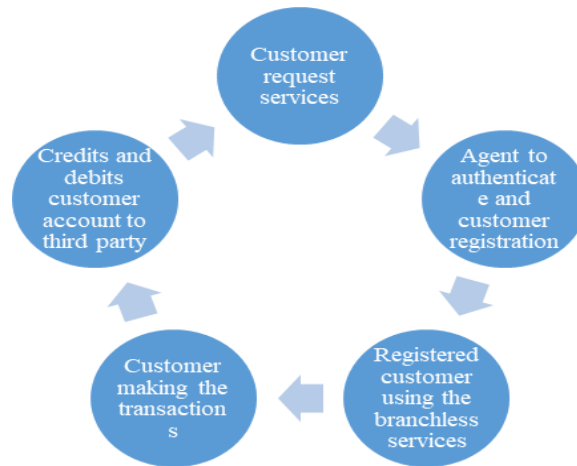 Customer
request
services
Agent to
authenticat
e and
customer
registration
Registered
customer
using the
branchless
services
Customer
making the
transaction
s
Credits and
debits
customer
account to
third party